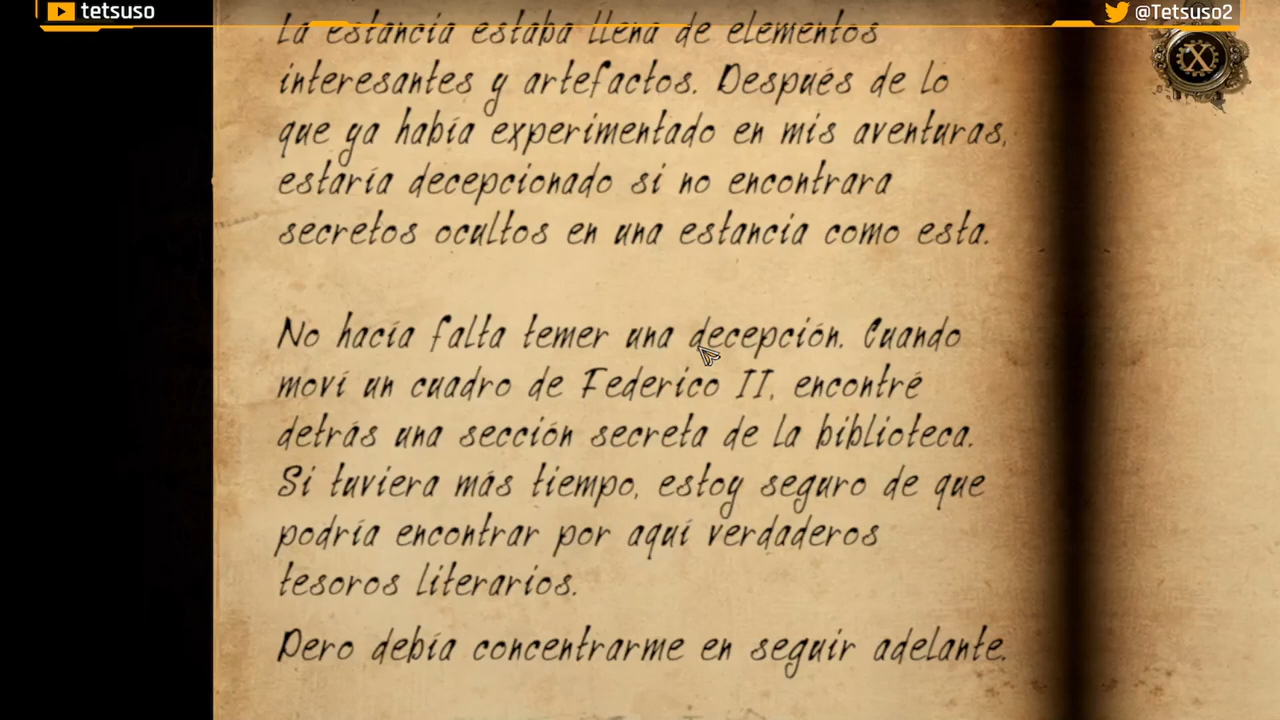 tetsuso
@Tetsuso2
La estancia estaba llena de elementos
interesantes y artefactos. Después de lo
que ya había experimentado en mis aventuras,
estaría decepcionado si no encontrara
secretos ocultos en una estancia como esta.
No hacía falta temer una decepción. Cuando
moví un cuadro de Federico II, encontré
detrás una sección secreta de la biblioteca.
Si tuviera más tiempo, estoy seguro de que
podría encontrar por aquí verdaderos
tesoros literarios.
Pero debía concentrarme en seguir adelante.